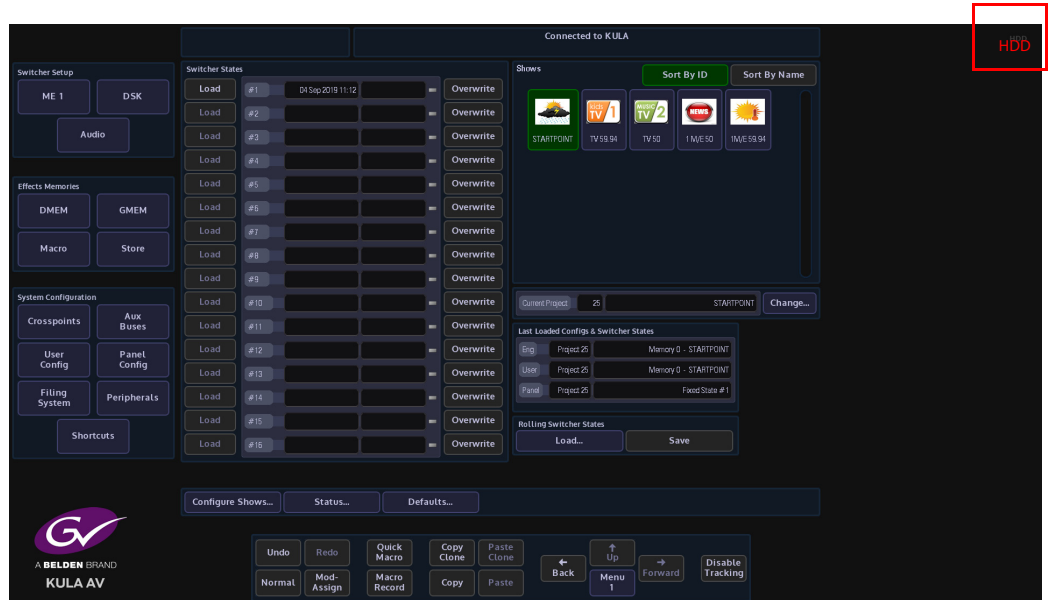 Connected to KULA
HDD
HDD
Switcher Setup
ME 1
DSK
Audio
Effects Memories
DMEM
GMEM
Macro
Store
System Configuration
Crosspoints
Aux
Buses
User
Config
Panel
Config
Filing
System
Peripherals
Shortcuts
Switcher States
Load #1 04 Sep 2019 11:12 Overwrite
Load #2 Overwrite
Load #3 Overwrite
Load #4 Overwrite
Load #5 Overwrite
Load #6 Overwrite
Load #7 Overwrite
Load #8 Overwrite
Load #9 Overwrite
Load #10 Overwrite
Load #11 Overwrite
Load #12 Overwrite
Load #13 Overwrite
Load #14 Overwrite
Load #15 Overwrite
Load #16 Overwrite
Shows
Sort By ID
Sort By Name
kids
TV 1
MUSIC
TV 2
NEWS
STARTPOINT
TV 59.94
TV 50
1 M/E 50
1M/E 59.94
Current Project 25 STARTPOINT Change...
Last Loaded Configs & Switcher States
Eng Project 25 Memory 0 - STARTPOINT
User Project 25 Memory 0 - STARTPOINT
Panel Project 25 Fixed State #1
Rolling Switcher States
Load...
Save
Configure Shows...
Status...
Defaults...
GV
A BELDEN BRAND
KULA AV
Undo
Redo
Quick
Macro
Copy
Clone
Paste
Clone
Normal
Mod-
Assign
Macro
Record
Copy
Paste
Back
Up
Menu
1
Forward
Disable
Tracking